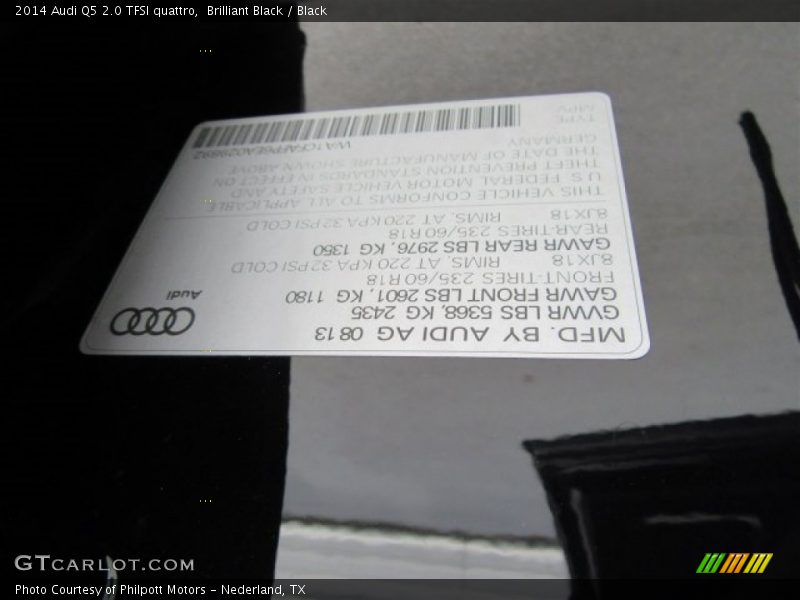 2014 Audi Q5 2.0 TFSI quattro,  Brilliant Black / Black
MFD. BY AUDI AG 0813
GVWR LBS 5368, KG 2435
GAWR FRONT LBS 2601, KG 1180
FRONT-TIRES 235/60 R18
8JX18 RIMS, AT 220 KPA 32 PSI COLD
GAWR REAR LBS 2976, KG 1350
REAR-TIRES 235/60 R18
8JX18 RIMS, AT 220 KPA 32 PSI COLD
Audi
THIS VEHICLE CONFORMS TO ALL APPLICABLE
U.S. FEDERAL MOTOR VEHICLE SAFETY AND
THEFT PREVENTION STANDARDS IN EFFECT ON
THE DATE OF MANUFACTURE SHOWN ABOVE
GERMANY
TYPE
MPV
GTCARLOT.COM
Photo Courtesy of Philpott Motors - Nederland, TX